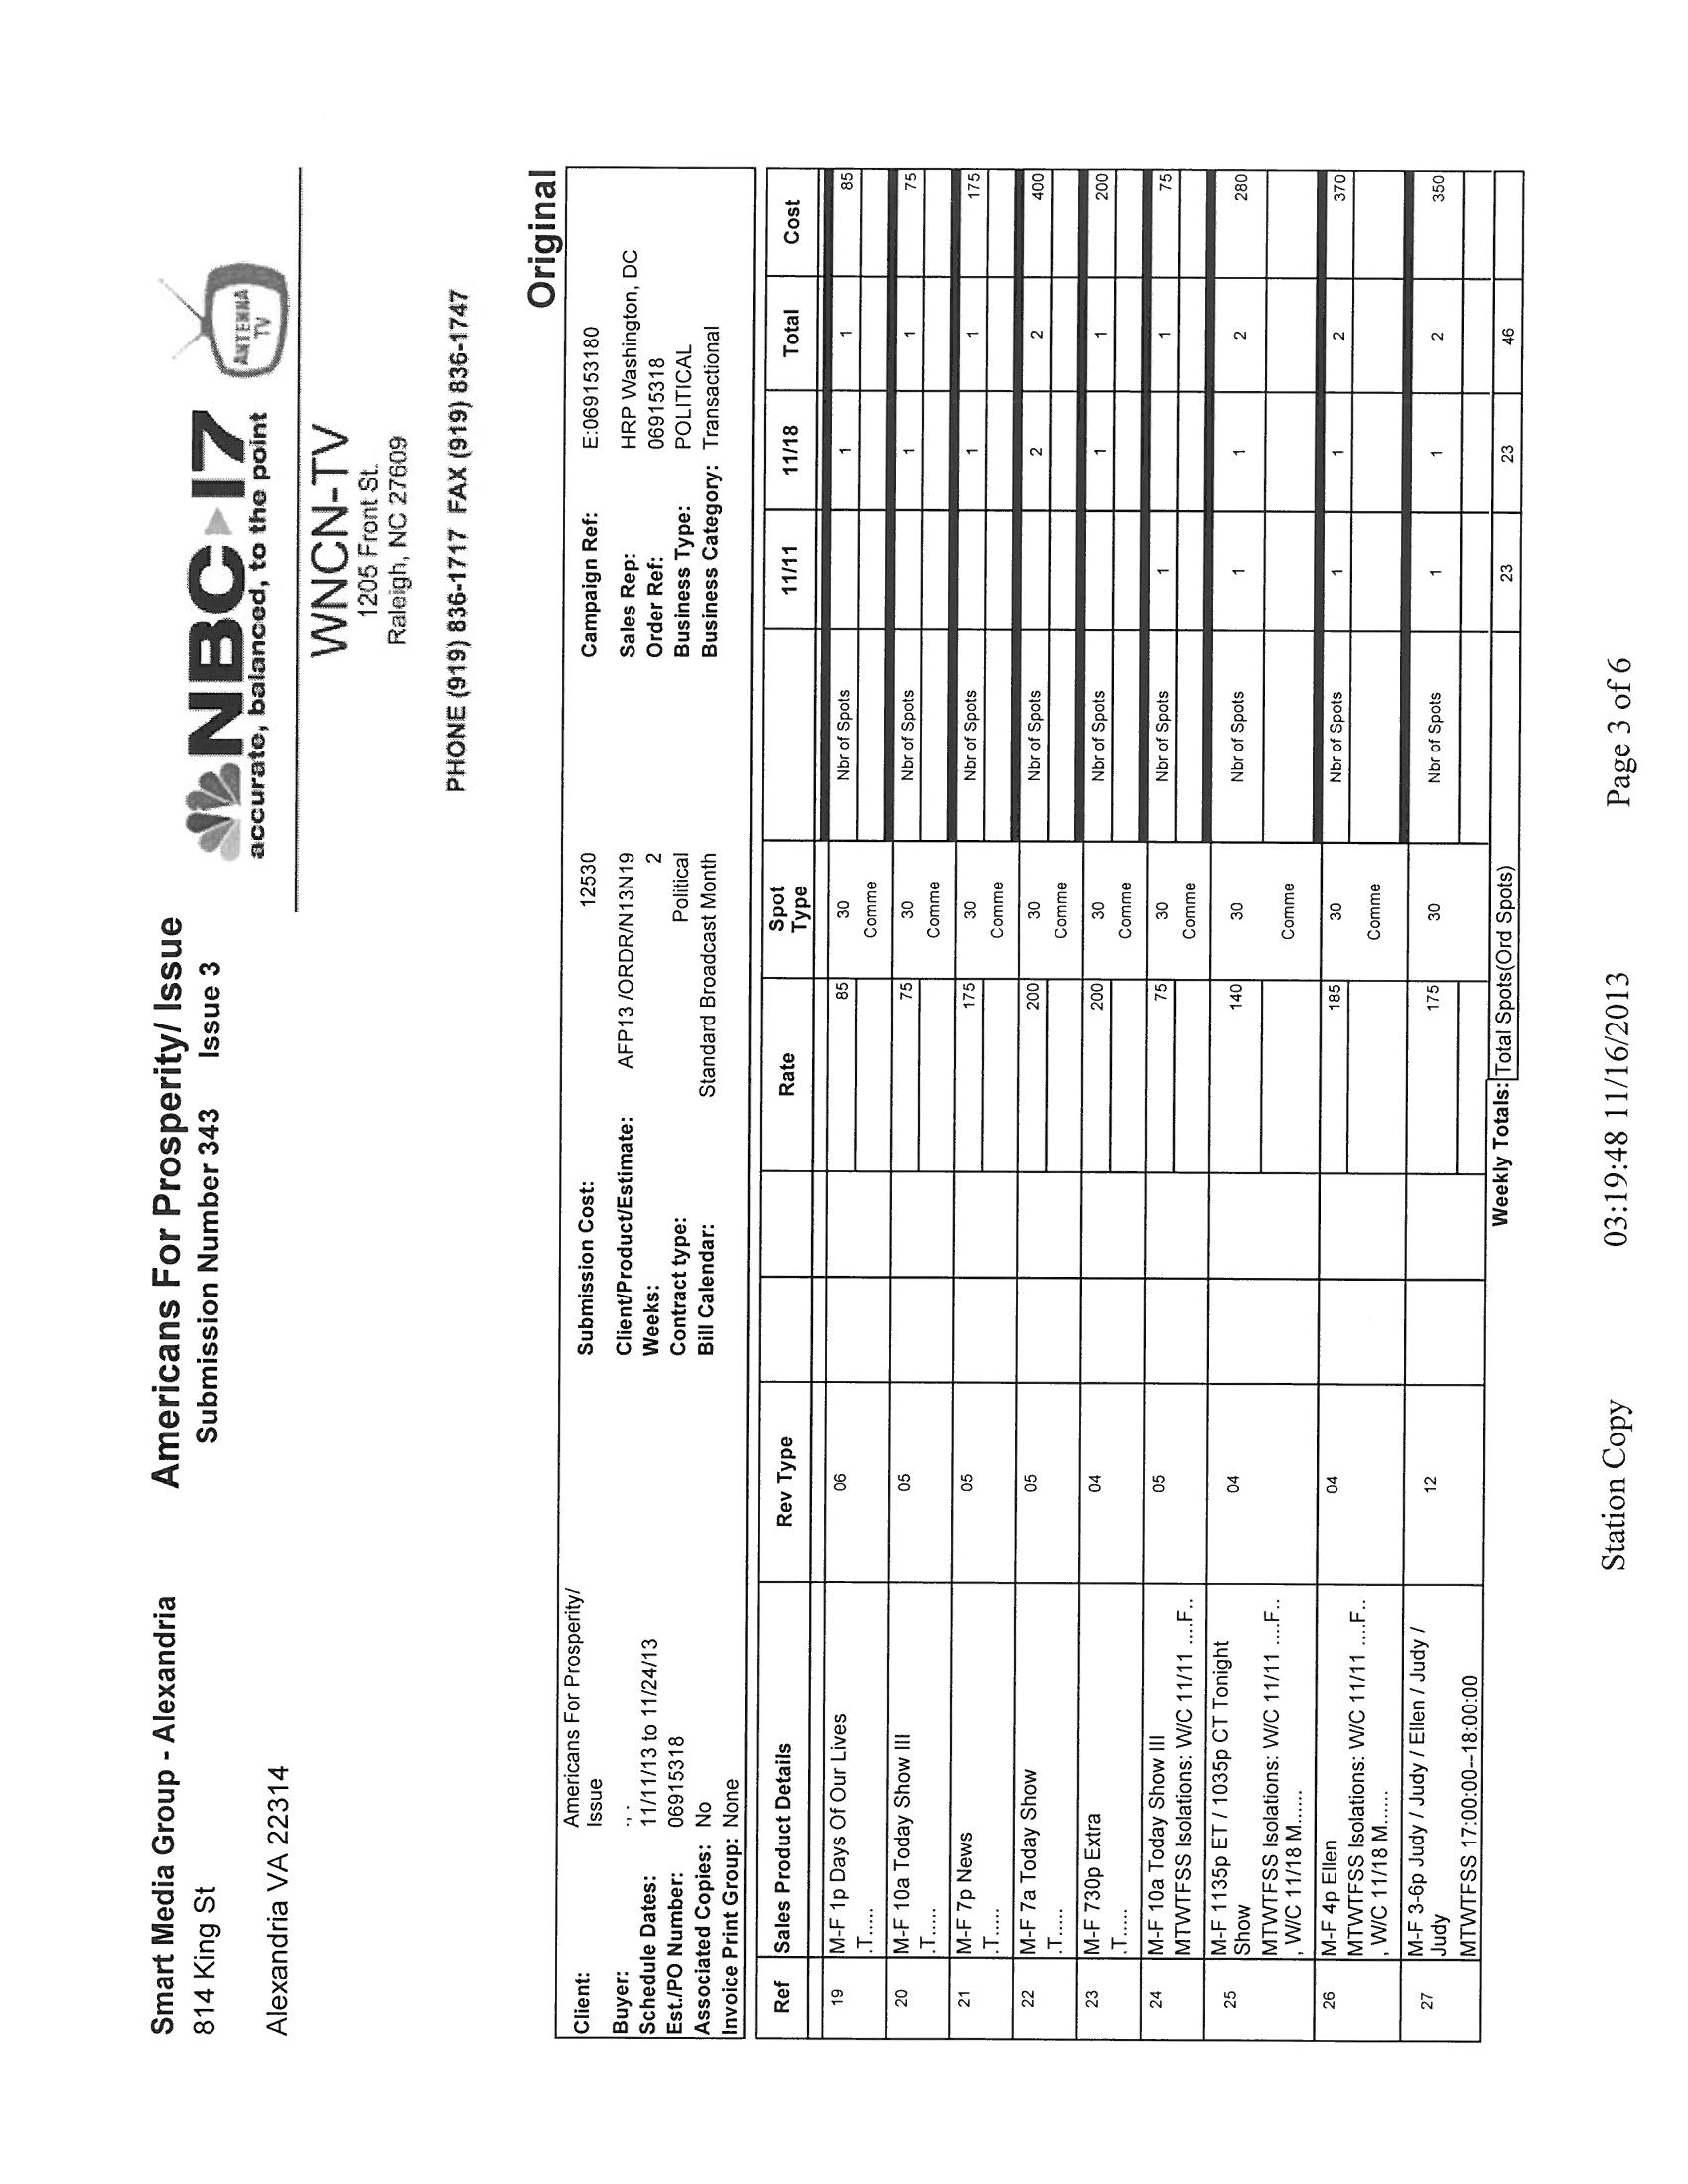 Smart Media Group - Alexandria
814 King St
Alexandria VA 22314
Americans For Prosperity/ Issue
Submission Number 343 Issue 3
NBC 17
accurate, balanced, to the point
ANTENNA TV
WNCN-TV
1205 Front St.
Raleigh, NC 27609
PHONE (919) 836-1717 FAX (919) 836-1747
Original
Client: Americans For Prosperity/ Submission Cost: 12530 Campaign Ref: E:069153180
Issue
Buyer: ., . Client/Product/Estimate: AFP13 /ORDR/N13N19 Sales Rep: HRP Washington, DC
Schedule Dates: 11/11/13 to 11/24/13 Weeks: 2 Order Ref: 06915318
Est./PO Number: 06915318 Contract type: Political Business Type: POLITICAL
Associated Copies: No Bill Calendar: Standard Broadcast Month Business Category: Transactional
Invoice Print Group: None
Ref Sales Product Details Rev Type Rate Spot Type 11/11 11/18 Total Cost
19 M-F 1p Days Of Our Lives 06 85 30 Nbr of Spots 1 1 85
.T..... Comme
20 M-F 10a Today Show III 05 75 30 Nbr of Spots 1 1 75
.T..... Comme
21 M-F 7p News 05 175 30 Nbr of Spots 1 1 175
.T..... Comme
22 M-F 7a Today Show 05 200 30 Nbr of Spots 2 2 400
.T..... Comme
23 M-F 730p Extra 04 200 30 Nbr of Spots 1 1 200
.T..... Comme
24 M-F 10a Today Show III 05 75 30 Nbr of Spots 1 1 75
MTWTFSS Isolations: W/C 11/11 ....F.. Comme
25 M-F 1135p ET / 1035p CT Tonight 04 140 30 Nbr of Spots 1 1 2 280
Show
MTWTFSS Isolations: W/C 11/11 ....F.. Comme
, W/C 11/18 M......
26 M-F 4p Ellen 04 185 30 Nbr of Spots 1 1 2 370
MTWTFSS Isolations: W/C 11/11 ....F.. Comme
, W/C 11/18 M......
27 M-F 3-6p Judy / Judy / Ellen / Judy / 12 175 30 Nbr of Spots 1 1 2 350
Judy
MTWTFSS 17:00:00--18:00:00
Weekly Totals: Total Spots(Ord Spots) 23 23 46
Station Copy 03:19:48 11/16/2013 Page 3 of 6